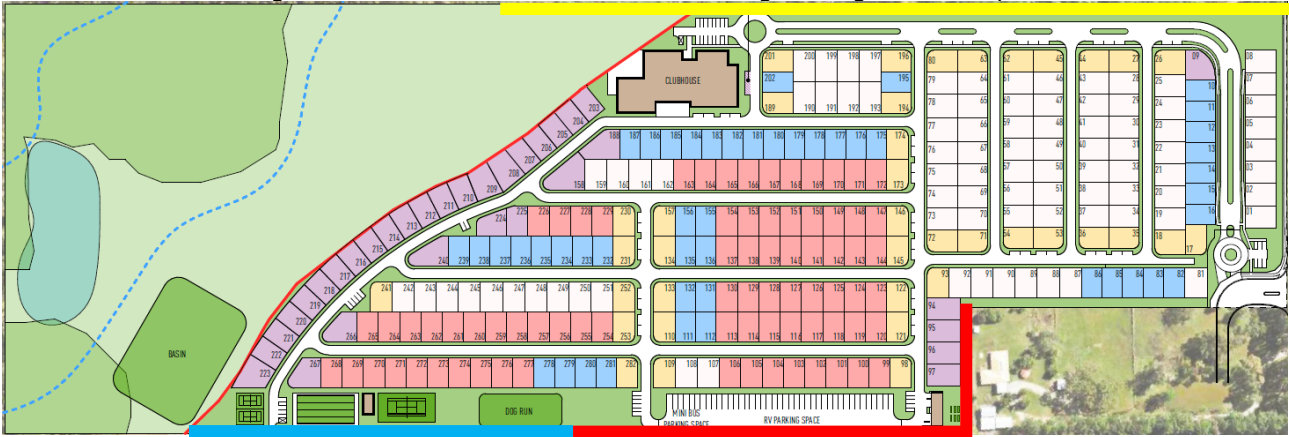 201 200 199 198 197 196
80 63 62 45 44 27 26 09 08
CLUBHOUSE
202 195
79 64 61 46 43 28 25 10 07
189 190 191 192 193 194
78 65 60 47 42 29 24 11 06
203
204
205
206
207
208
209
210
211
212
213
214
215
216
217
218
219
220
221
222
223
77 66 59 48 41 30 23 12 05
188 187 186 185 184 183 182 181 180 179 178 177 176 175 174
76 67 58 49 40 31 22 13 04
75 68 57 50 39 32 21 14 03
158 159 160 161 162 163 164 165 166 167 168 169 170 171 172 173
74 69 56 51 38 33 20 15 02
73 70 55 52 37 34 19 16 01
224 225 226 227 228 229 230
157 156 155 154 153 152 151 150 149 148 147 146
72 71 54 53 36 35 18 17
240 239 238 237 236 235 234 233 232 231
134 135 136 137 138 139 140 141 142 143 144 145
93 92 91 90 89 88 87 86 85 84 83 82 81
241 242 243 244 245 246 247 248 249 250 251 252
133 132 131 130 129 128 127 126 125 124 123 122
94
95
96
97
266 265 264 263 262 261 260 259 258 257 256 255 254 253
110 111 112 113 114 115 116 117 118 119 120 121
BASIN
267 268 269 270 271 272 273 274 275 276 277 278 279 280 281 282
109 108 107 106 105 104 103 102 101 100 99 98
DOG RUN
MINI BUS
PARKING SPACE
RV PARKING SPACE